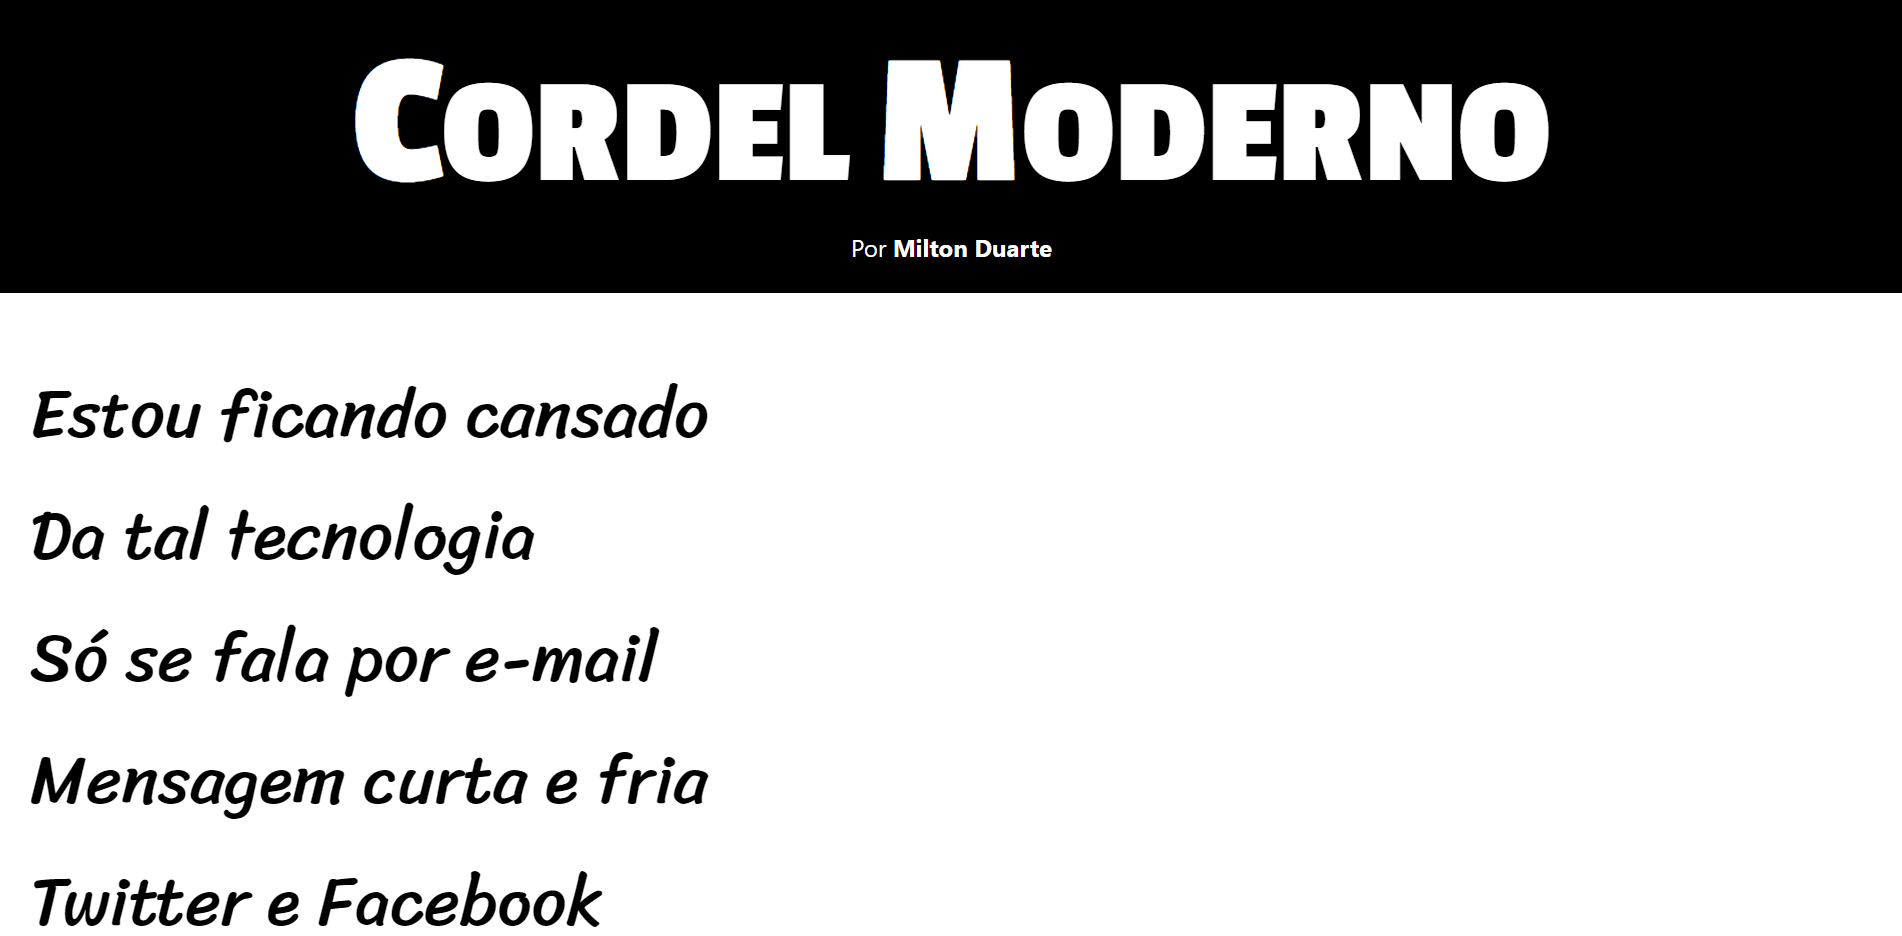 Cordel Moderno
Por Milton Duarte
Estou ficando cansado
Da tal tecnologia
Só se fala por e-mail
Mensagem curta e fria
Twitter e Facebook